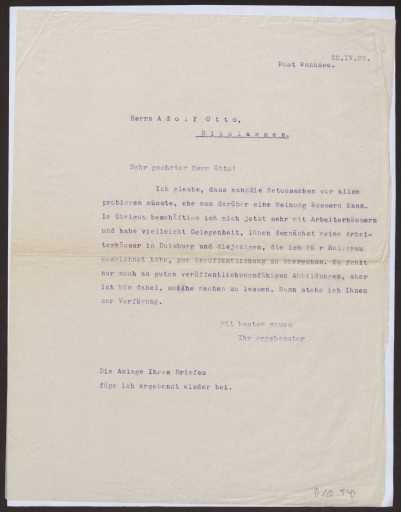 Post Wannsee.
Herrn A d o l f  O t t o,
N i k o l a s s e e.
Sehr geehrter Herr Otto!
Ich glaube, dass man die Betonsachen vor allem
probieren müsste, ehe man darüber eine Meinung äussern kann.
Im übrigen beschäftige ich mich jetzt mehr mit Arbeiterhäusern
und habe vielleicht Gelegenheit, Ihnen demnächst meine Arbei-
terhäuser in Duisburg und diejenigen, die ich für
gezeichnet habe, zur Veröffentlichung zu übergeben. Es fehlt
nur noch an guten veröffentlichungsfähigen Abbildungen, aber
ich bin dabei, welche machen zu lassen. Dann stehe ich Ihnen
zur Verfügung.
Mit bestem Gruss
Ihr ergebenster
Die Anlage Ihres Briefes
füge ich ergebenst wieder bei.